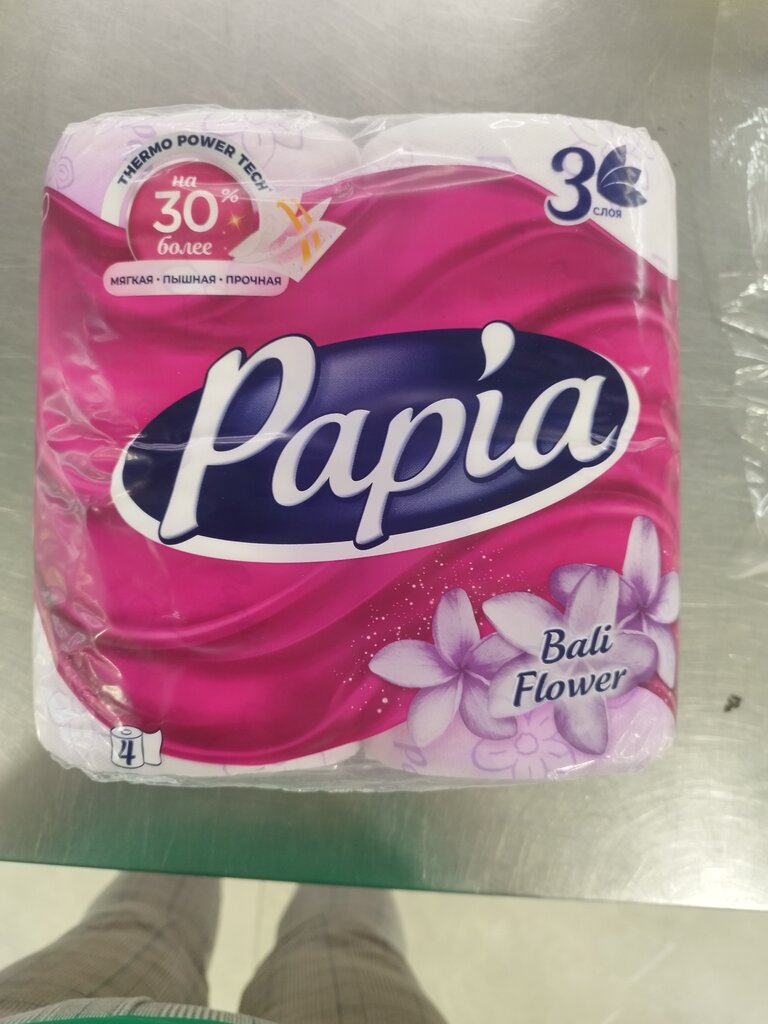 THERMO POWER TECH
на
30%
более
МЯГКАЯ • ПЫШНАЯ • ПРОЧНАЯ
3
СЛОЯ
Papia
Bali
Flower
4